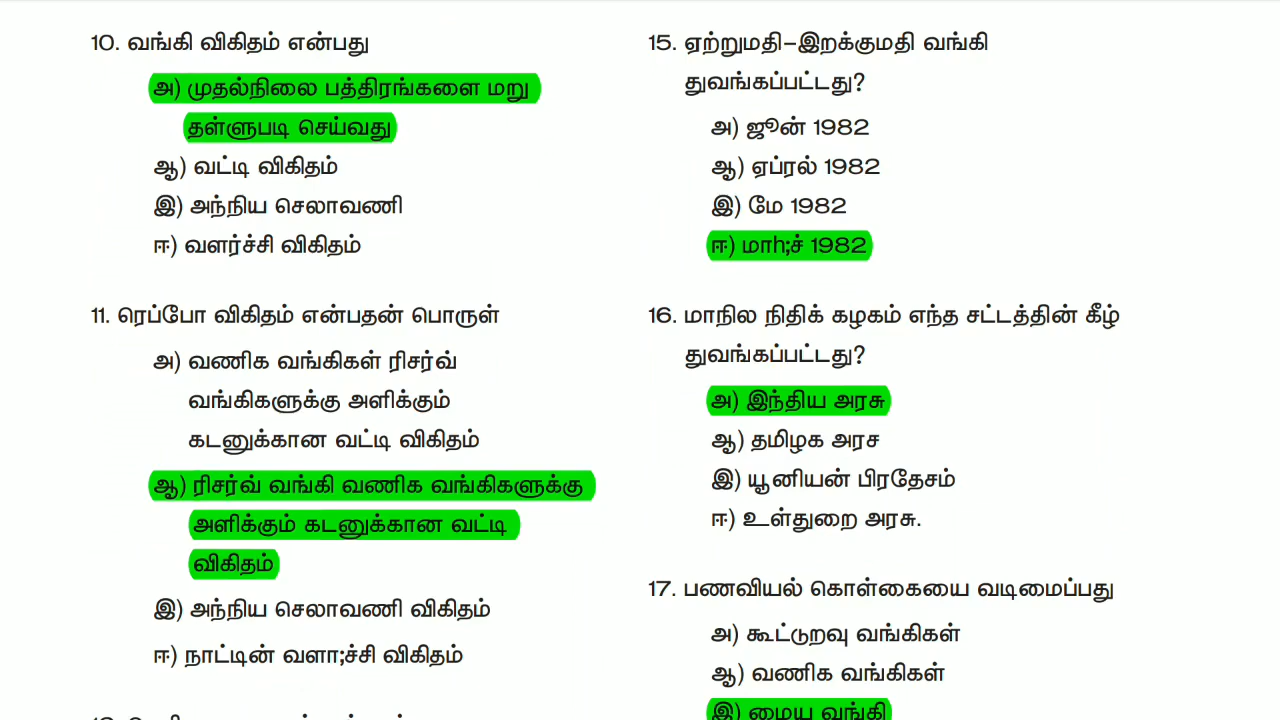 10. வங்கி விகிதம் என்பது
அ) முதல்நிலை பத்திரங்களை மறு
தள்ளுபடி செய்வது
ஆ) வட்டி விகிதம்
இ) அந்நிய செலாவணி
ஈ) வளர்ச்சி விகிதம்
11. ரெப்போ விகிதம் என்பதன் பொருள்
அ) வணிக வங்கிகள் ரிசர்வ்
வங்கிகளுக்கு அளிக்கும்
கடனுக்கான வட்டி விகிதம்
ஆ) ரிசர்வ் வங்கி வணிக வங்கிகளுக்கு
அளிக்கும் கடனுக்கான வட்டி
விகிதம்
இ) அந்நிய செலாவணி விகிதம்
ஈ) நாட்டின் வளா;ச்சி விகிதம்
15. ஏற்றுமதி–இறக்குமதி வங்கி
துவங்கப்பட்டது?
அ) ஜூன் 1982
ஆ) ஏப்ரல் 1982
இ) மே 1982
ஈ) மாh;ச் 1982
16. மாநில நிதிக் கழகம் எந்த சட்டத்தின் கீழ்
துவங்கப்பட்டது?
அ) இந்திய அரசு
ஆ) தமிழக அரச
இ) யூனியன் பிரதேசம்
ஈ) உள்துறை அரசு.
17. பணவியல் கொள்கையை வடிமைப்பது
அ) கூட்டுறவு வங்கிகள்
ஆ) வணிக வங்கிகள்
இ) மைய வங்கி